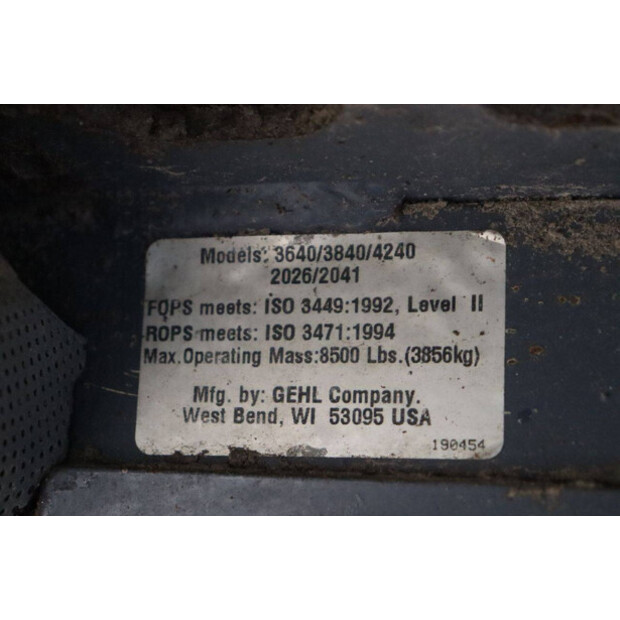 Models: 3640/3840/4240
2026/2041
FOPS meets: ISO 3449:1992, Level II
ROPS meets: ISO 3471:1994
Max.Operating Mass:8500 Lbs.(3856kg)
Mfg. by: GEHL Company.
West Bend, WI 53095 USA
190454